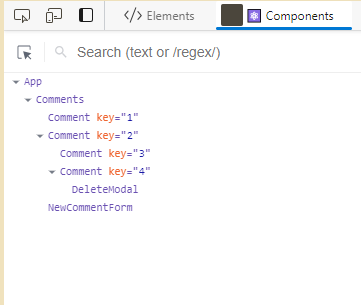 Elements
Components
Search (text or /regex/)
App
Comments
Comment key="1"
Comment key="2"
Comment key="3"
Comment key="4"
DeleteModal
NewCommentForm